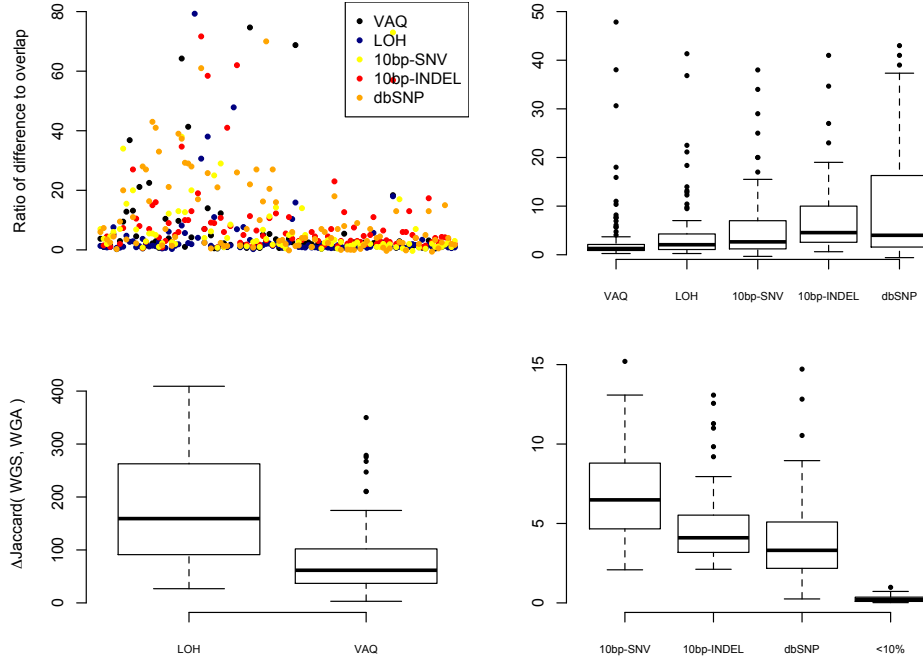 Ratio of difference to overlap
80
60
40
20
0
VAQ
LOH
10bp-SNV
10bp-INDEL
dbSNP
50
40
30
20
10
0
VAQ
LOH
10bp-SNV
10bp-INDEL
dbSNP
ΔJaccard( WGS, WGA )
400
300
200
100
0
LOH
VAQ
15
10
5
0
10bp-SNV
10bp-INDEL
dbSNP
<10%